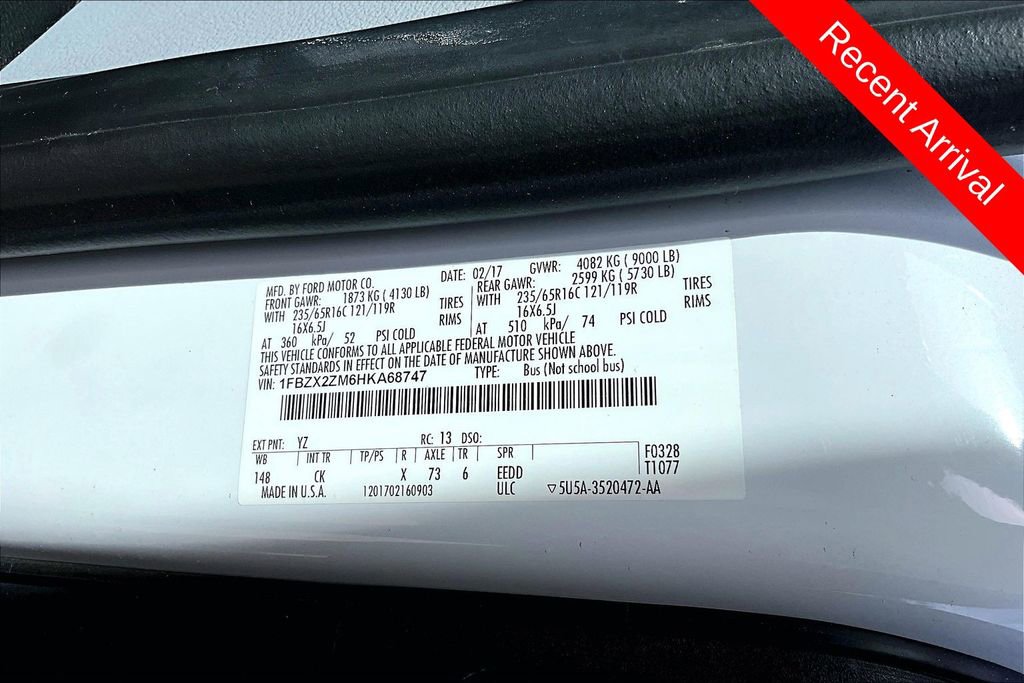 Recent Arrival
MFD. BY FORD MOTOR CO. DATE: 02/17 GVWR: 4082 KG ( 9000 LB)
FRONT GAWR: 1873 KG ( 4130 LB) REAR GAWR: 2599 KG ( 5730 LB)
WITH 235/65R16C 121/119R TIRES WITH 235/65R16C 121/119R TIRES
16X6.5J RIMS 16X6.5J RIMS
AT 360 kPa/ 52 PSI COLD AT 510 kPa/ 74 PSI COLD
THIS VEHICLE CONFORMS TO ALL APPLICABLE FEDERAL MOTOR VEHICLE
SAFETY STANDARDS IN EFFECT ON THE DATE OF MANUFACTURE SHOWN ABOVE.
VIN: 1FBZX2ZM6HKA68747 TYPE: Bus (Not school bus)
EXT PNT: YZ RC: 13 DSO:
WB INT TR TP/PS R AXLE TR SPR F0328
148 CK X 73 6 EEDD T1077
MADE IN U.S.A. 1201702160903 ULC ▽5U5A-3520472-AA